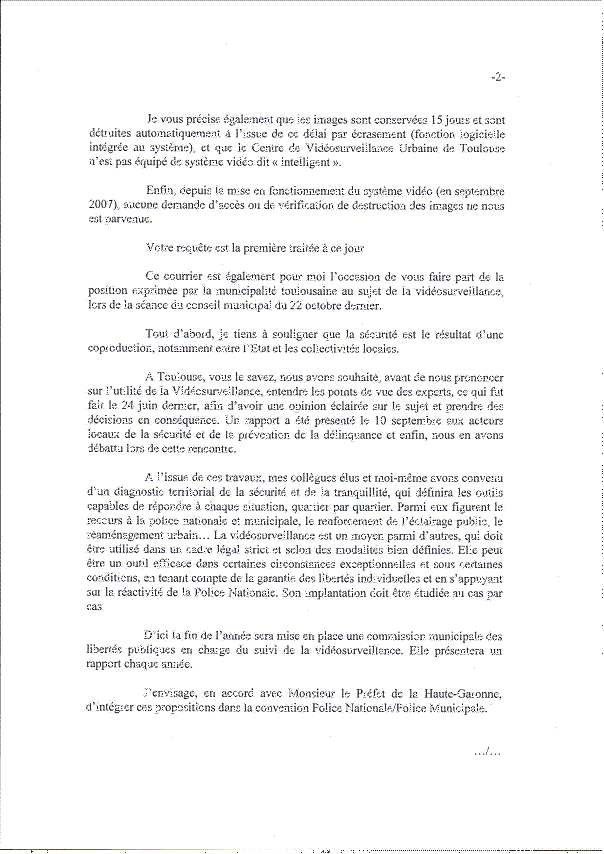 -2-
Je vous précise également que les images sont conservées 15 jours et sont
détruites automatiquement à l'issue de ce délai par écrasement (fonction logicielle
intégrée au système), et que le Centre de Vidéosurveillance Urbaine de Toulouse
n'est pas équipé de système vidéo dit « intelligent ».
Enfin, depuis la mise en fonctionnement du système vidéo (en septembre
2007), aucune demande d'accès ou de vérification de destruction des images ne nous
est parvenue.
Votre requête est la première traitée à ce jour
Ce courrier est également pour moi l'occasion de vous faire part de la
position exprimée par la municipalité toulousaine au sujet de la vidéosurveillance,
lors de la séance du conseil municipal du 22 octobre dernier.
Tout d'abord, je tiens à souligner que la sécurité est le résultat d'une
coproduction, notamment entre l'Etat et les collectivités locales.
A Toulouse, vous le savez, nous avons souhaité, avant de nous prononcer
sur l'utilité de la Vidéosurveillance, entendre les points de vue des experts, ce qui fut
fait le 24 juin dernier, afin d'avoir une opinion éclairée sur le sujet et prendre des
décisions en conséquence. Un rapport a été présenté le 10 septembre aux acteurs
locaux de la sécurité et de la prévention de la délinquance et enfin, nous en avons
débattu lors de cette rencontre.
A l'issue de ces travaux, mes collègues élus et moi-même avons convenu
d'un diagnostic territorial de la sécurité et de la tranquillité, qui définira les outils
capables de répondre à chaque situation, quartier par quartier. Parmi eux figurent le
recours à la police nationale et municipale, le renforcement de l'éclairage public, le
réaménagement urbain... La vidéosurveillance est un moyen parmi d'autres, qui doit
être utilisé dans un cadre légal strict et selon des modalités bien définies. Elle peut
être un outil efficace dans certaines circonstances exceptionnelles et sous certaines
conditions, en tenant compte de la garantie des libertés individuelles et en s'appuyant
sur la réactivité de la Police Nationale. Son implantation doit être étudiée au cas par
cas
D'ici la fin de l'année sera mise en place une commission municipale des
libertés publiques en charge du suivi de la vidéosurveillance. Elle présentera un
rapport chaque année.
J'envisage, en accord avec Monsieur le Préfet de la Haute-Garonne,
d'intégrer ces propositions dans la convention Police Nationale/Police Municipale.
.../...